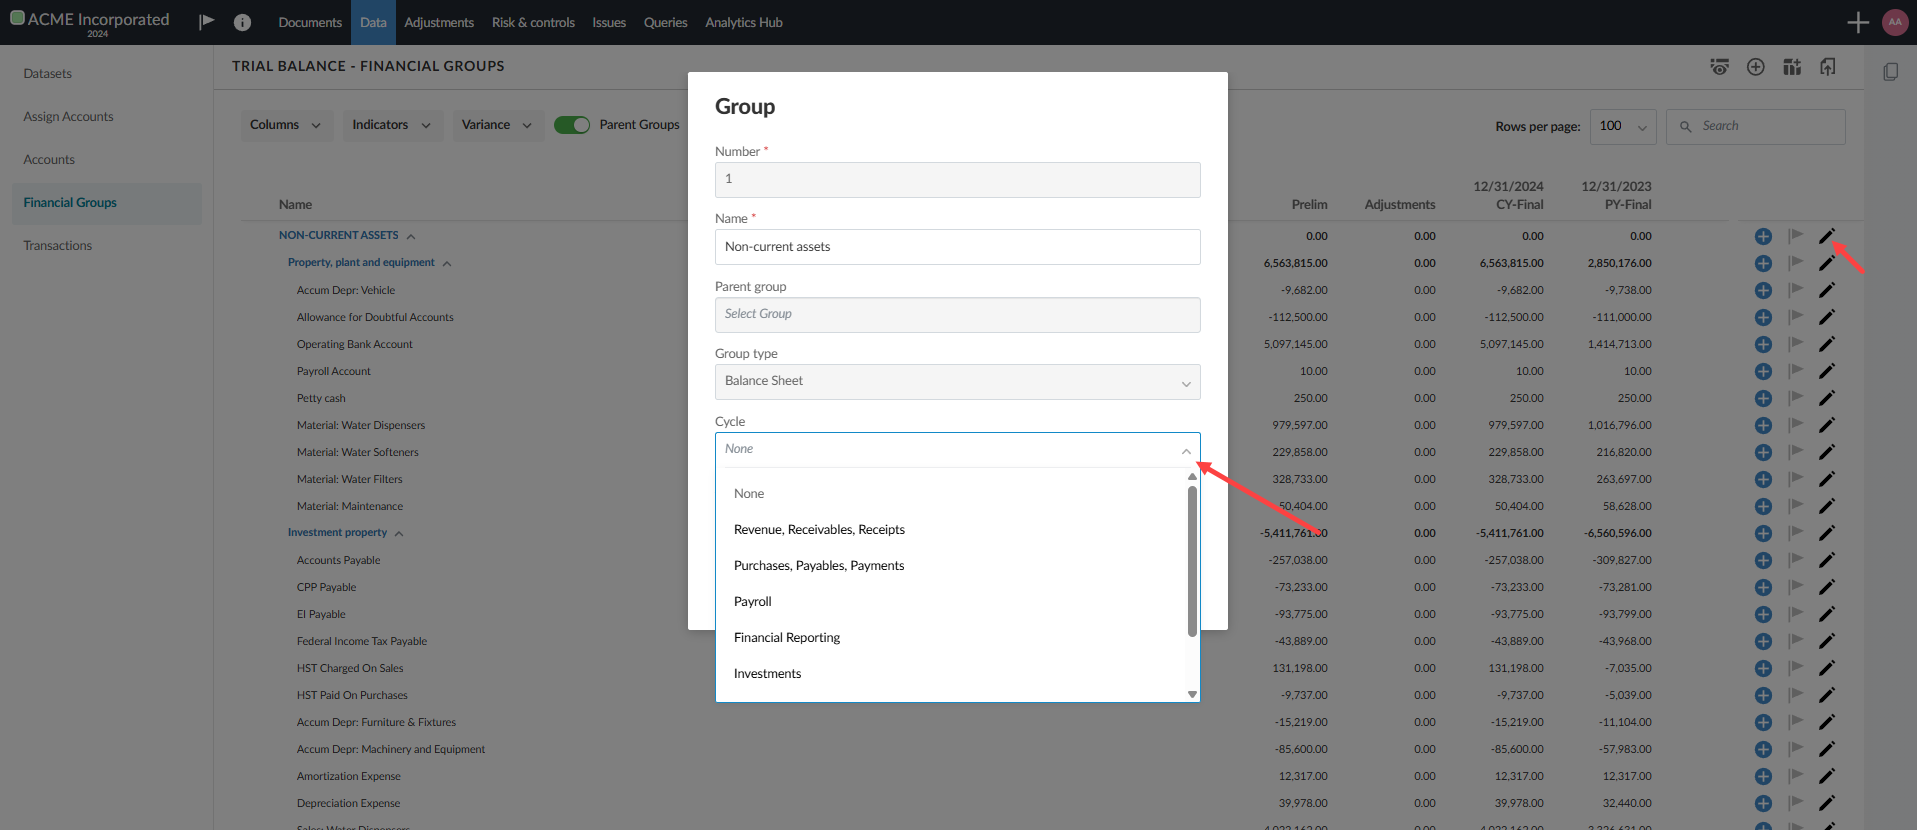 ACME Incorporated
2024
Documents Data Adjustments Risk & controls Issues Queries Analytics Hub
AA
Datasets
Assign Accounts
Accounts
Financial Groups
Transactions
TRIAL BALANCE - FINANCIAL GROUPS
Columns Indicators Variance Parent Groups
Rows per page: 100 Search
Name Prelim Adjustments 12/31/2024 CY-Final 12/31/2023 PY-Final
NON-CURRENT ASSETS 0.00 0.00 0.00 0.00
Property, plant and equipment 6,563,815.00 0.00 6,563,815.00 2,850,176.00
Accum Depr: Vehicle -9,682.00 0.00 -9,682.00 -9,738.00
Allowance for Doubtful Accounts -112,500.00 0.00 -112,500.00 -111,000.00
Operating Bank Account 5,097,145.00 0.00 5,097,145.00 1,414,713.00
Payroll Account 10.00 0.00 10.00 10.00
Petty cash 250.00 0.00 250.00 250.00
Material: Water Dispensers 979,597.00 0.00 979,597.00 1,016,796.00
Material: Water Softeners 229,858.00 0.00 229,858.00 216,820.00
Material: Water Filters 328,733.00 0.00 328,733.00 263,697.00
Material: Maintenance 50,404.00 0.00 50,404.00 58,628.00
Investment property -5,411,761.00 0.00 -5,411,761.00 -6,560,596.00
Accounts Payable -257,038.00 0.00 -257,038.00 -309,827.00
CPP Payable -73,233.00 0.00 -73,233.00 -73,281.00
EI Payable -93,775.00 0.00 -93,775.00 -93,799.00
Federal Income Tax Payable -43,889.00 0.00 -43,889.00 -43,968.00
HST Charged On Sales 131,198.00 0.00 131,198.00 -7,035.00
HST Paid On Purchases -9,737.00 0.00 -9,737.00 -5,039.00
Accum Depr: Furniture & Fixtures -15,219.00 0.00 -15,219.00 -11,104.00
Accum Depr: Machinery and Equipment -85,600.00 0.00 -85,600.00 -57,983.00
Amortization Expense 12,317.00 0.00 12,317.00 12,317.00
Depreciation Expense 39,978.00 0.00 39,978.00 32,440.00
Group
Number *
1
Name *
Non-current assets
Parent group
Select Group
Group type
Balance Sheet
Cycle
None
None
Revenue, Receivables, Receipts
Purchases, Payables, Payments
Payroll
Financial Reporting
Investments